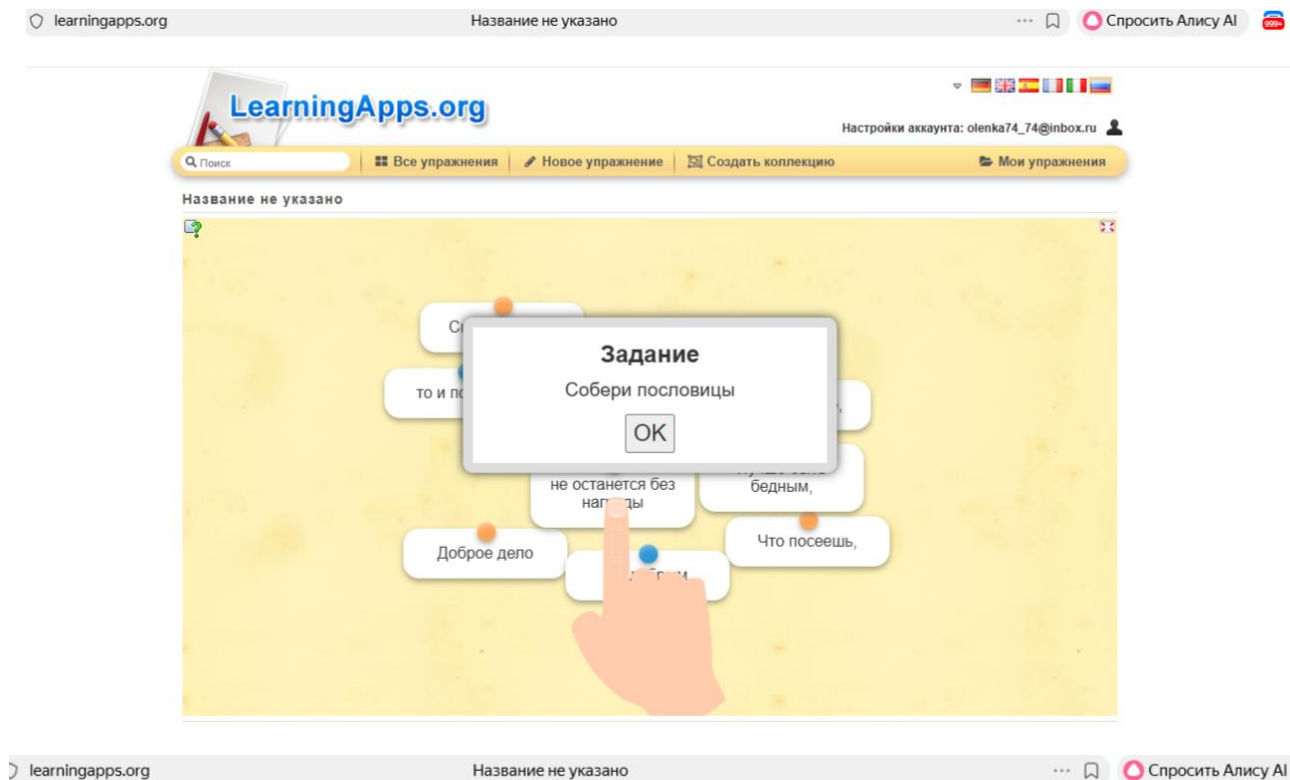 learningapps.org Название не указано Спросить Алису AI 999+
LearningApps.org
Настройки аккаунта: olenka74_74@inbox.ru
Поиск Все упражнения Новое упражнение Создать коллекцию Мои упражнения
Название не указано
Задание
то и
Собери пословицы
OK
не останется без
бедным,
Что посеешь,
Доброе дело
learningapps.org Название не указано Спросить Алису AI